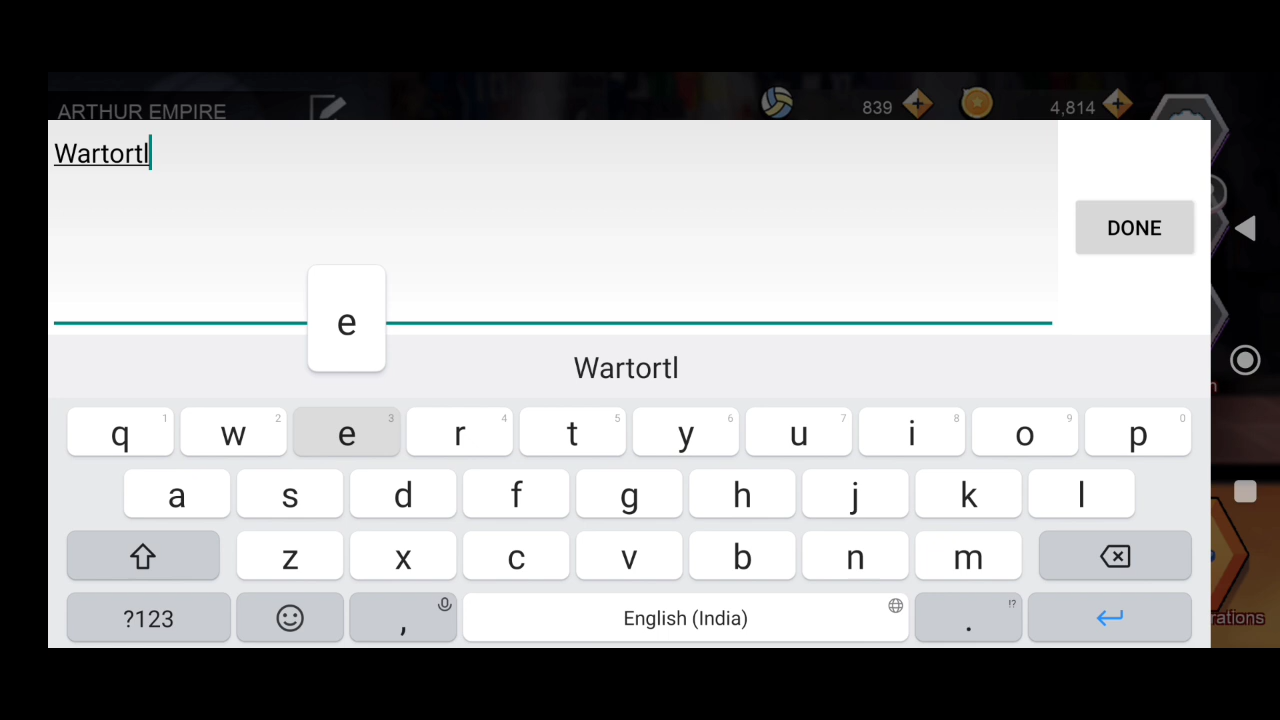 ARTHUR EMPIRE
839
4,814
Wartortl
DONE
e
Wartortl
q 1 w 2 e 3 r 4 t 5 y 6 u 7 i 8 o 9 p 0
a s d f g h j k l
z x c v b n m
?123 , English (India) . !?
rations